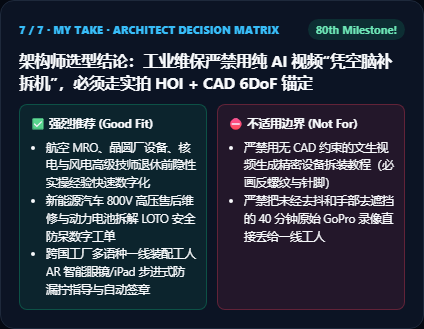 7 / 7 · MY TAKE · ARCHITECT DECISION MATRIX
80th Milestone!
架构师选型结论：工业维保严禁用纯 AI 视频“凭空脑补
拆机”，必须走实拍 HOI + CAD 6DoF 锚定
✅ 强烈推荐 (Good Fit)
• 航空 MRO、晶圆厂设备、核
电与风电高级技师退休前隐性
实操经验快速数字化
• 新能源汽车 800V 高压售后维
修与动力电池拆解 LOTO 安全
防呆数字工单
• 跨国工厂多语种一线装配工人
AR 智能眼镜/iPad 步进式防
漏拧指导与自动签章
⛔ 不适用边界 (Not For)
• 严禁用无 CAD 约束的文生视
频生成精密设备拆装教程（必
画反螺纹与针脚）
• 严禁把未经去抖和手部去遮挡
的 40 分钟原始 GoPro 录像直
接丢给一线工人